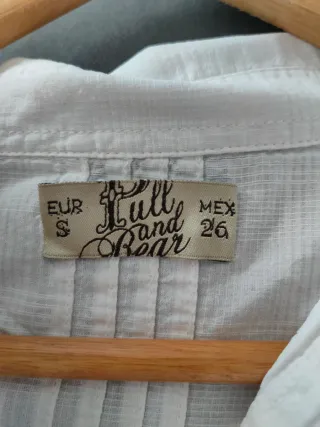 EUR
S
Pull
and
Bear
MEX
26